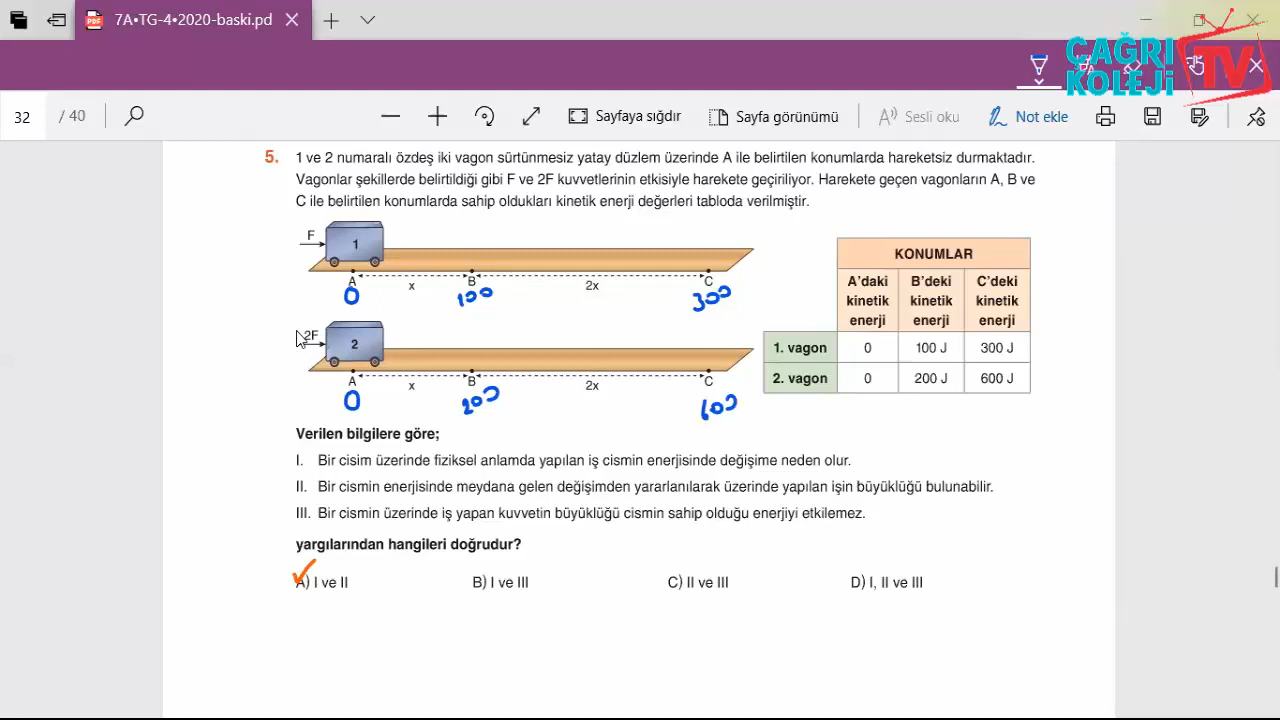 7A•TG-4•2020-baski.pd
ÇAĞRI
KOLEJİ
TV
32 / 40
Sayfaya sığdır
Sayfa görünümü
Sesli oku
Not ekle
5. 1 ve 2 numaralı özdeş iki vagon sürtünmesiz yatay düzlem üzerinde A ile belirtilen konumlarda hareketsiz durmaktadır.
Vagonlar şekillerde belirtildiği gibi F ve 2F kuvvetlerinin etkisiyle harekete geçiriliyor. Harekete geçen vagonların A, B ve
C ile belirtilen konumlarda sahip oldukları kinetik enerji değerleri tabloda verilmiştir.
F
1
A x B 2x C
0 100 300
2F
2
A x B 2x C
0 200 600
KONUMLAR
A'daki kinetik enerji
B'deki kinetik enerji
C'deki kinetik enerji
1. vagon 0 100 J 300 J
2. vagon 0 200 J 600 J
Verilen bilgilere göre;
I. Bir cisim üzerinde fiziksel anlamda yapılan iş cismin enerjisinde değişime neden olur.
II. Bir cismin enerjisinde meydana gelen değişimden yararlanılarak üzerinde yapılan işin büyüklüğü bulunabilir.
III. Bir cismin üzerinde iş yapan kuvvetin büyüklüğü cismin sahip olduğu enerjiyi etkilemez.
yargılarından hangileri doğrudur?
A) I ve II B) I ve III C) II ve III D) I, II ve III